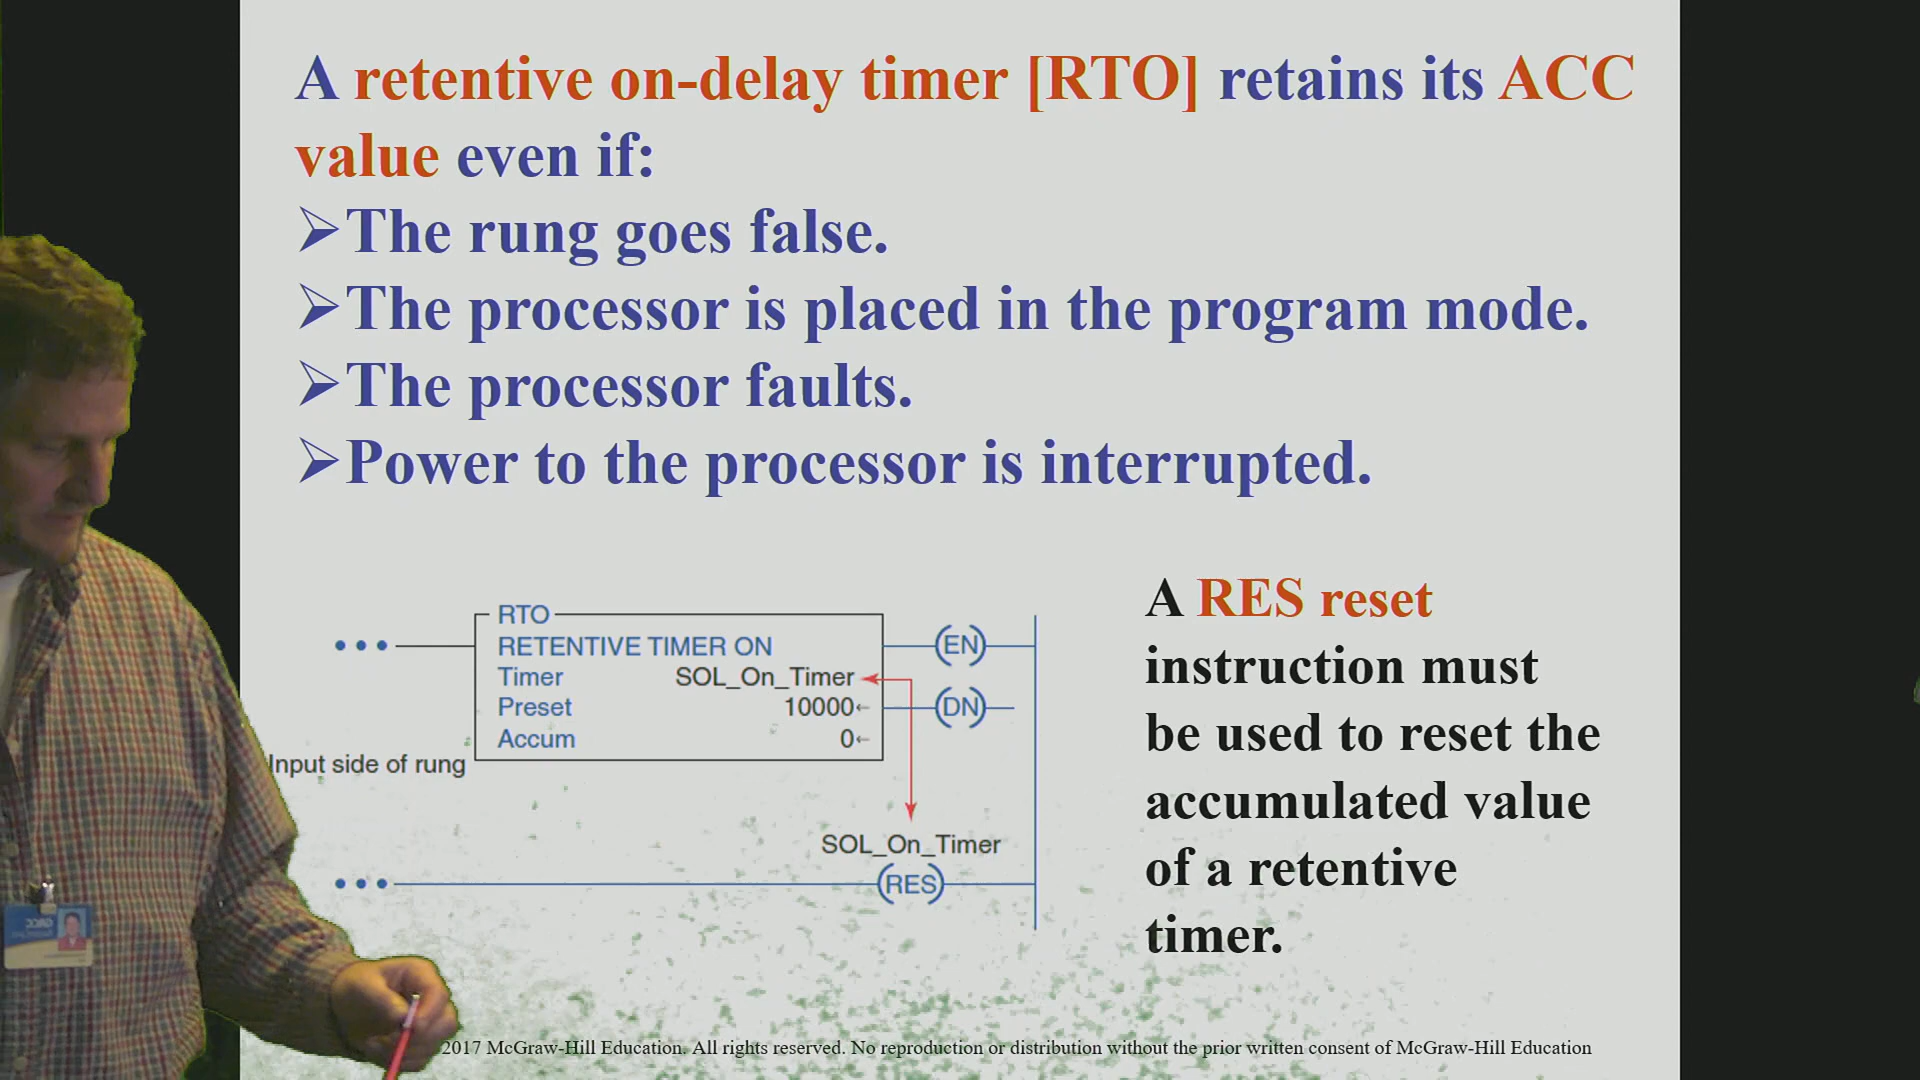 A retentive on-delay timer [RTO] retains its ACC
value even if:
➢The rung goes false.
➢The processor is placed in the program mode.
➢The processor faults.
➢Power to the processor is interrupted.
RTO
RETENTIVE TIMER ON
Timer SOL_On_Timer
Preset 10000←
Accum 0←
(EN)
(DN)
Input side of rung
SOL_On_Timer
(RES)
A RES reset
instruction must
be used to reset the
accumulated value
of a retentive
timer.
2017 McGraw-Hill Education. All rights reserved. No reproduction or distribution without the prior written consent of McGraw-Hill Education